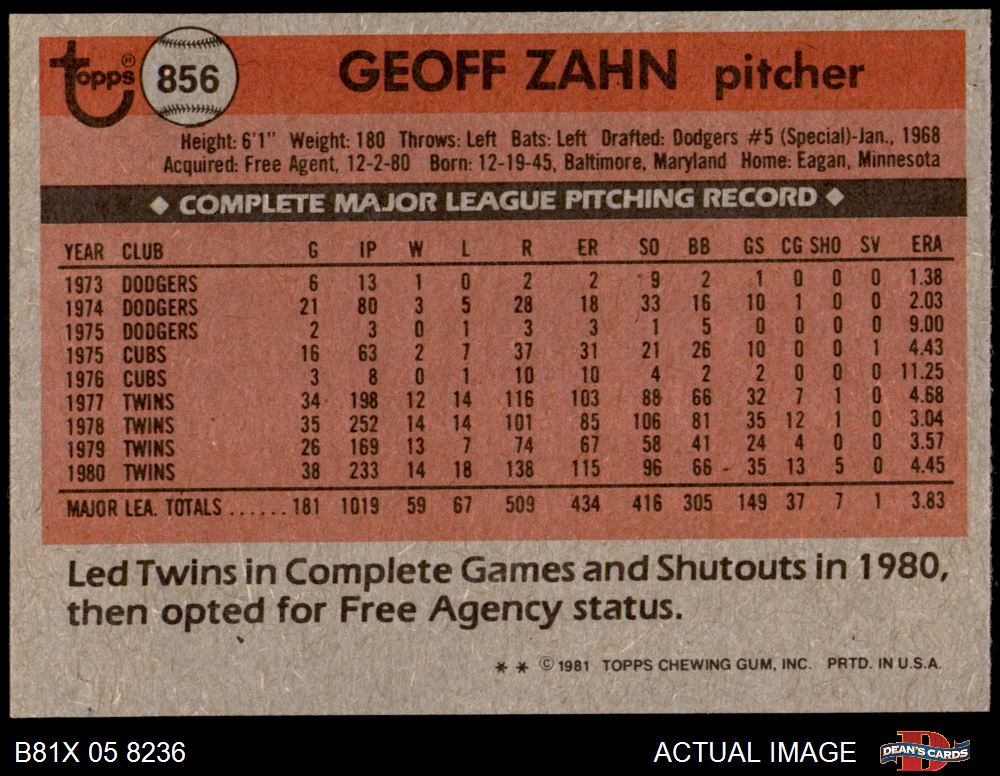 Topps® 856 GEOFF ZAHN pitcher
Height: 6'1" Weight: 180 Throws: Left Bats: Left Drafted: Dodgers #5 (Special)-Jan., 1968
Acquired: Free Agent, 12-2-80 Born: 12-19-45, Baltimore, Maryland Home: Eagan, Minnesota
◆ COMPLETE MAJOR LEAGUE PITCHING RECORD ◆
YEAR CLUB G IP W L R ER SO BB GS CG SHO SV ERA
1973 DODGERS 6 13 1 0 2 2 9 2 1 0 0 0 1.38
1974 DODGERS 21 80 3 5 28 18 33 16 10 1 0 0 2.03
1975 DODGERS 2 3 0 1 3 3 1 5 0 0 0 0 9.00
1975 CUBS 16 63 2 7 37 31 21 26 10 0 0 1 4.43
1976 CUBS 3 8 0 1 10 10 4 2 2 0 0 0 11.25
1977 TWINS 34 198 12 14 116 103 88 66 32 7 1 0 4.68
1978 TWINS 35 252 14 14 101 85 106 81 35 12 1 0 3.04
1979 TWINS 26 169 13 7 74 67 58 41 24 4 0 0 3.57
1980 TWINS 38 233 14 18 138 115 96 66 35 13 5 0 4.45
MAJOR LEA. TOTALS ...... 181 1019 59 67 509 434 416 305 149 37 7 1 3.83
Led Twins in Complete Games and Shutouts in 1980,
then opted for Free Agency status.
* * © 1981 TOPPS CHEWING GUM, INC. PRTD. IN U.S.A.
B81X 05 8236 ACTUAL IMAGE DEAN'S CARDS